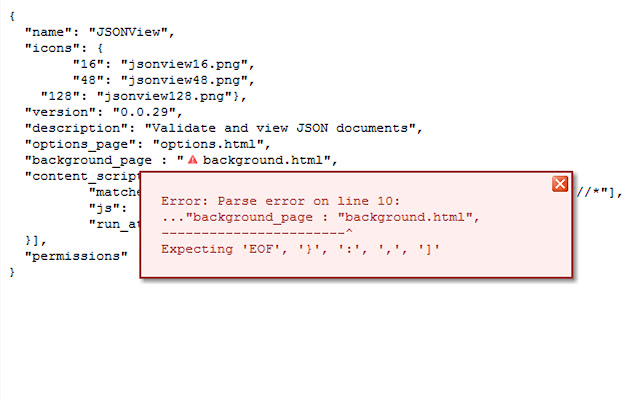 {
"name": "JSONView",
"icons": {
"16": "jsonview16.png",
"48": "jsonview48.png",
"128": "jsonview128.png"},
"version": "0.0.29",
"description": "Validate and view JSON documents",
"options_page": "options.html",
"background_page : "background.html",
"content_script
"matche //*"],
"js":
"run_at
}],
"permissions"
}
Error: Parse error on line 10:
..."background_page : "background.html",
-----------------------^
Expecting 'EOF', '}', ':', ',', ']'